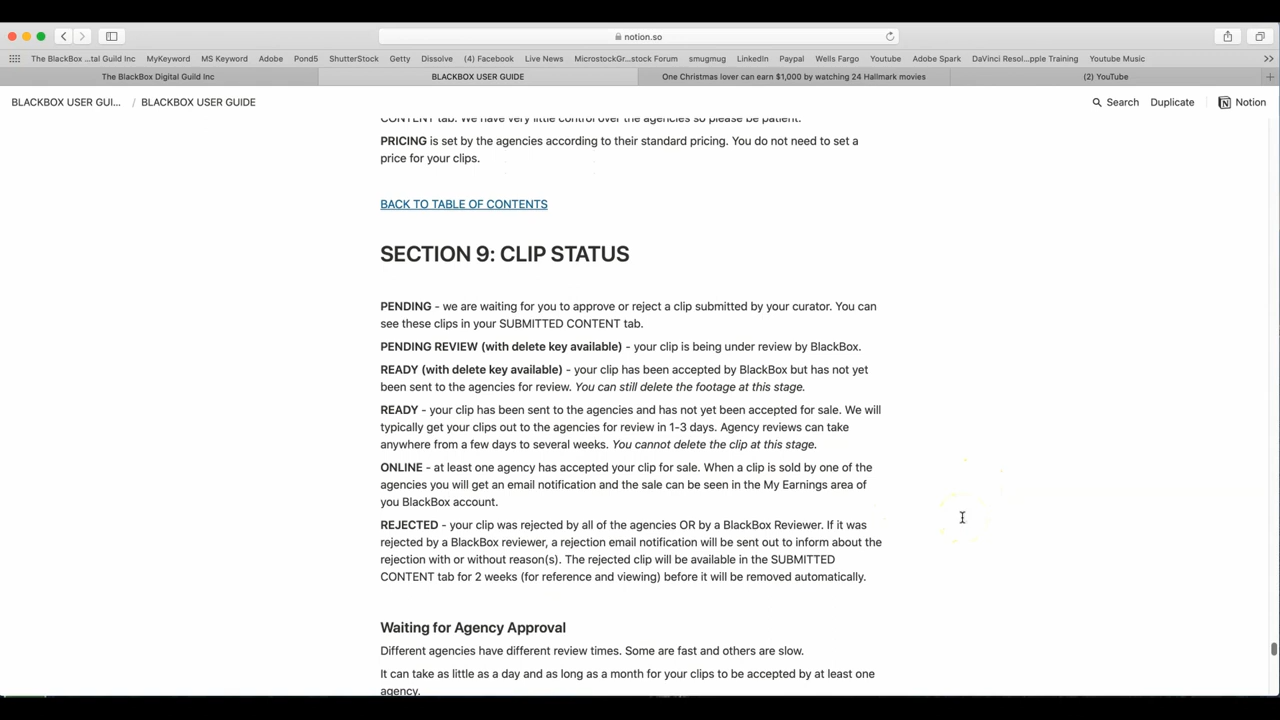 notion.so
The BlackBox ...tal Guild Inc MyKeyword MS Keyword Adobe Pond5 ShutterStock Getty Dissolve (4) Facebook Live News MicrostockGr...stock Forum smugmug LinkedIn Paypal Wells Fargo Youtube Adobe Spark DaVinci Resol...pple Training Youtube Music
The BlackBox Digital Guild Inc BLACKBOX USER GUIDE One Christmas lover can earn $1,000 by watching 24 Hallmark movies (2) YouTube
BLACKBOX USER GUI... / BLACKBOX USER GUIDE Search Duplicate Notion
CONTENT tab. We have very little control over the agencies so please be patient.
PRICING is set by the agencies according to their standard pricing. You do not need to set a
price for your clips.
BACK TO TABLE OF CONTENTS
SECTION 9: CLIP STATUS
PENDING - we are waiting for you to approve or reject a clip submitted by your curator. You can
see these clips in your SUBMITTED CONTENT tab.
PENDING REVIEW (with delete key available) - your clip is being under review by BlackBox.
READY (with delete key available) - your clip has been accepted by BlackBox but has not yet
been sent to the agencies for review. You can still delete the footage at this stage.
READY - your clip has been sent to the agencies and has not yet been accepted for sale. We will
typically get your clips out to the agencies for review in 1-3 days. Agency reviews can take
anywhere from a few days to several weeks. You cannot delete the clip at this stage.
ONLINE - at least one agency has accepted your clip for sale. When a clip is sold by one of the
agencies you will get an email notification and the sale can be seen in the My Earnings area of
you BlackBox account.
REJECTED - your clip was rejected by all of the agencies OR by a BlackBox Reviewer. If it was
rejected by a BlackBox reviewer, a rejection email notification will be sent out to inform about the
rejection with or without reason(s). The rejected clip will be available in the SUBMITTED
CONTENT tab for 2 weeks (for reference and viewing) before it will be removed automatically.
Waiting for Agency Approval
Different agencies have different review times. Some are fast and others are slow.
It can take as little as a day and as long as a month for your clips to be accepted by at least one
agency.